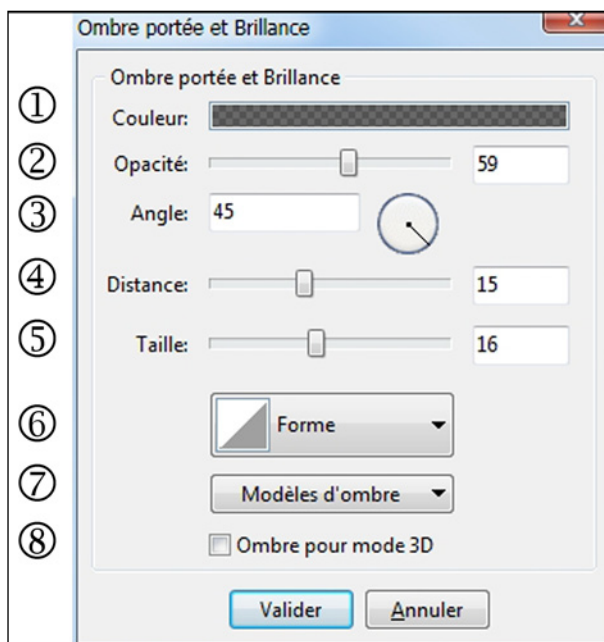 Ombre portée et Brillance
x
Ombre portée et Brillance
① Couleur:
② Opacité: 59
③ Angle: 45
④ Distance: 15
⑤ Taille: 16
⑥ Forme
⑦ Modèles d'ombre
⑧ Ombre pour mode 3D
Valider Annuler